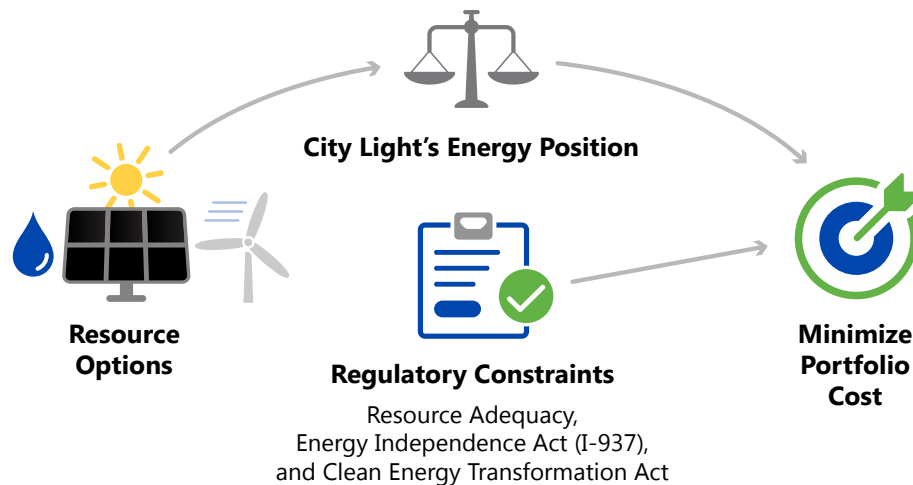 City Light’s Energy Position
Resource
Options
Regulatory Constraints
Resource Adequacy,
Energy Independence Act (I-937),
and Clean Energy Transformation Act
Minimize
Portfolio
Cost